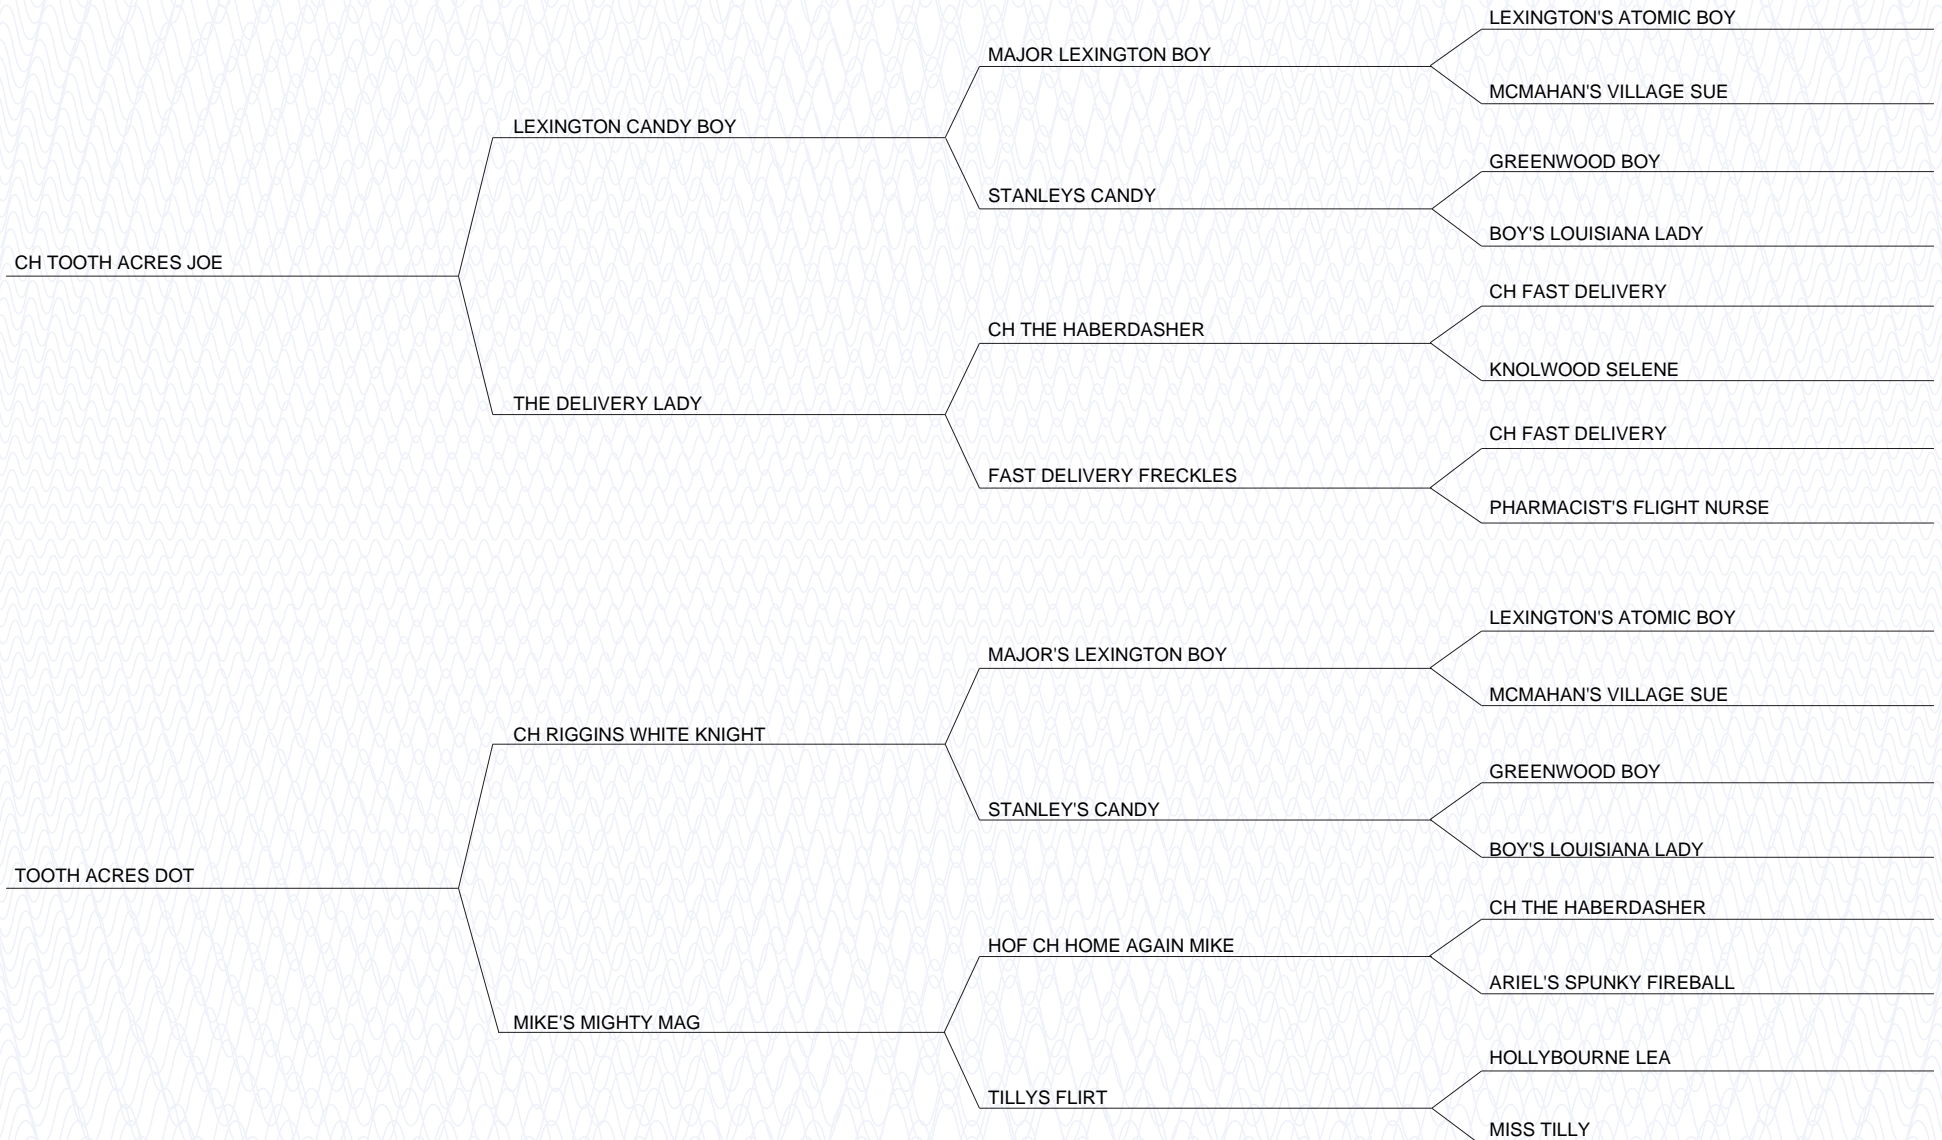 LEXINGTON'S ATOMIC BOY
MAJOR LEXINGTON BOY
MCMAHAN'S VILLAGE SUE
LEXINGTON CANDY BOY
GREENWOOD BOY
STANLEYS CANDY
BOY'S LOUISIANA LADY
CH TOOTH ACRES JOE
CH FAST DELIVERY
CH THE HABERDASHER
KNOLWOOD SELENE
THE DELIVERY LADY
CH FAST DELIVERY
FAST DELIVERY FRECKLES
PHARMACIST'S FLIGHT NURSE
LEXINGTON'S ATOMIC BOY
MAJOR'S LEXINGTON BOY
MCMAHAN'S VILLAGE SUE
CH RIGGINS WHITE KNIGHT
GREENWOOD BOY
STANLEY'S CANDY
BOY'S LOUISIANA LADY
TOOTH ACRES DOT
CH THE HABERDASHER
HOF CH HOME AGAIN MIKE
ARIEL'S SPUNKY FIREBALL
MIKE'S MIGHTY MAG
HOLLYBOURNE LEA
TILLYS FLIRT
MISS TILLY